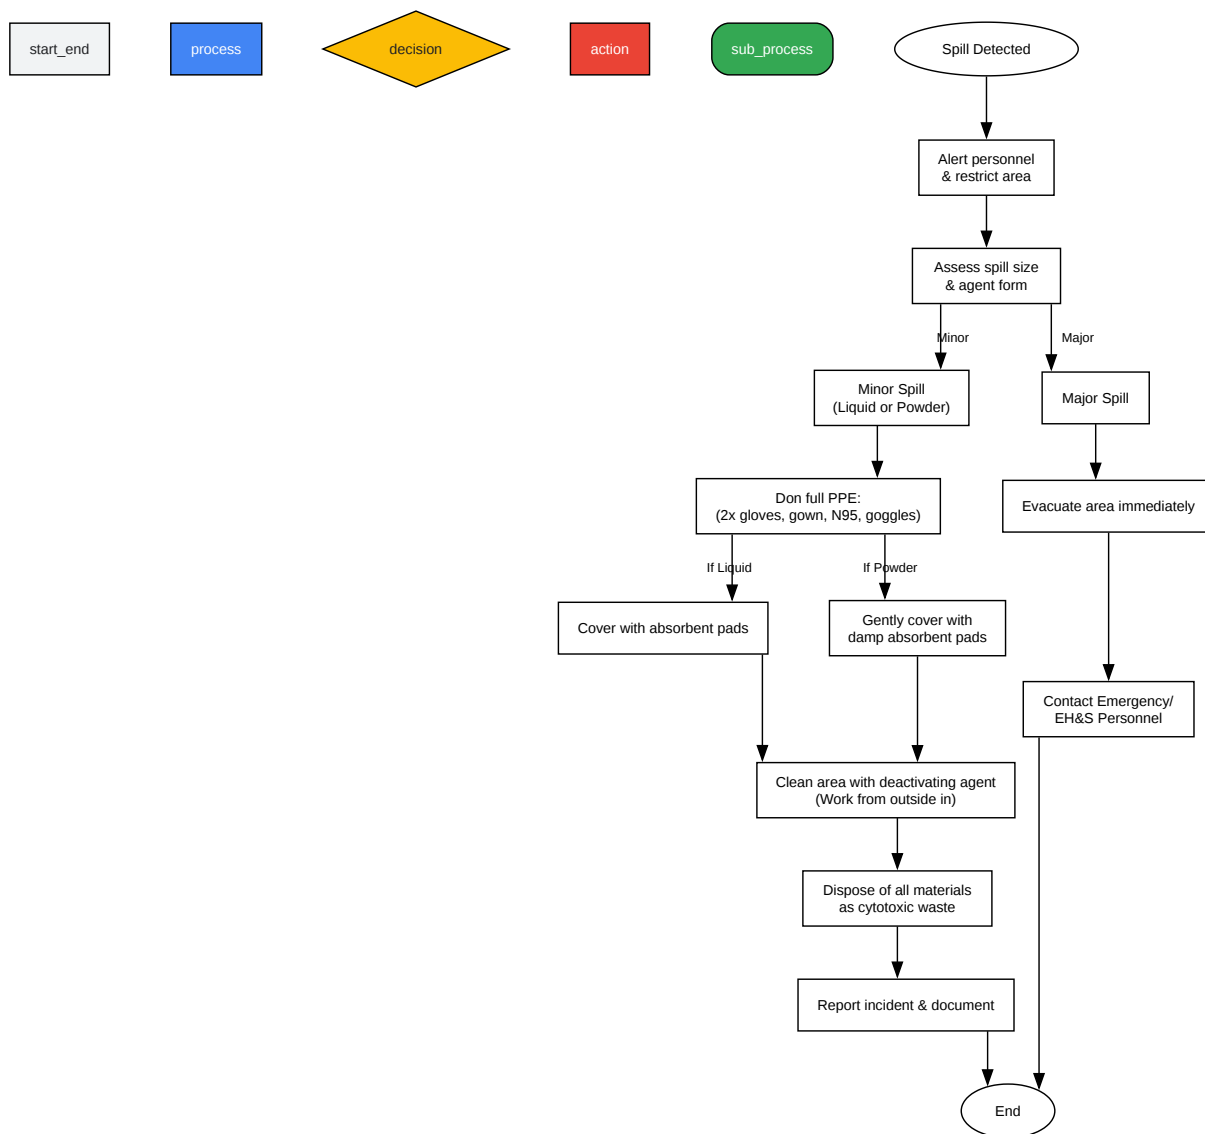 start_end
process
decision
action
sub_process
Spill Detected
Alert personnel
& restrict area
Assess spill size
& agent form
Minor
Major
Minor Spill
(Liquid or Powder)
Major Spill
Don full PPE:
(2x gloves, gown, N95, goggles)
Evacuate area immediately
If Liquid
If Powder
Cover with absorbent pads
Gently cover with
damp absorbent pads
Contact Emergency/
EH&S Personnel
Clean area with deactivating agent
(Work from outside in)
Dispose of all materials
as cytotoxic waste
Report incident & document
End